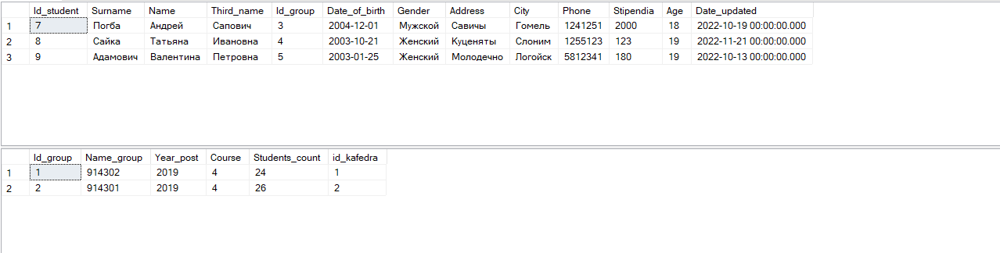 Id_student Surname Name Third_name Id_group Date_of_birth Gender Address City Phone Stipendia Age Date_updated
1 7 Погба Андрей Сапович 3 2004-12-01 Мужской Савичы Гомель 1241251 2000 18 2022-10-19 00:00:00.000
2 8 Сайка Татьяна Ивановна 4 2003-10-21 Женский Куценяты Слоним 1255123 123 19 2022-11-21 00:00:00.000
3 9 Адамович Валентина Петровна 5 2003-01-25 Женский Молодечно Логойск 5812341 180 19 2022-10-13 00:00:00.000
Id_group Name_group Year_post Course Students_count id_kafedra
1 1 914302 2019 4 24 1
2 2 914301 2019 4 26 2